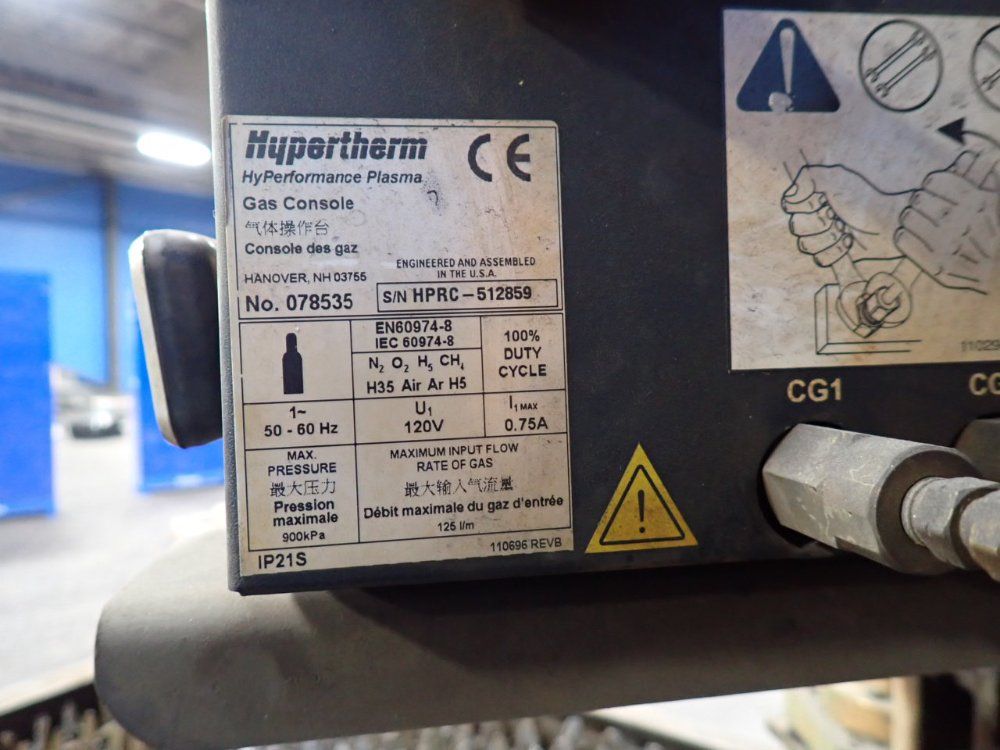 Hypertherm
CE
HyPerformance Plasma
Gas Console
气体操作台
Console des gaz
HANOVER, NH 03755
ENGINEERED AND ASSEMBLED
IN THE U.S.A.
No. 078535
S/N HPRC-512859
EN60974-8
IEC 60974-8
N₂ O₂ H₅ CH₄
H35 Air Ar H5
100%
DUTY
CYCLE
1~
50 - 60 Hz
U₁
120V
I₁ MAX
0.75A
MAX.
PRESSURE
最大压力
Pression
maximale
900kPa
MAXIMUM INPUT FLOW
RATE OF GAS
最大输入气流量
Débit maximale du gaz d'entrée
125 l/m
IP21S
110696 REVB
CG1